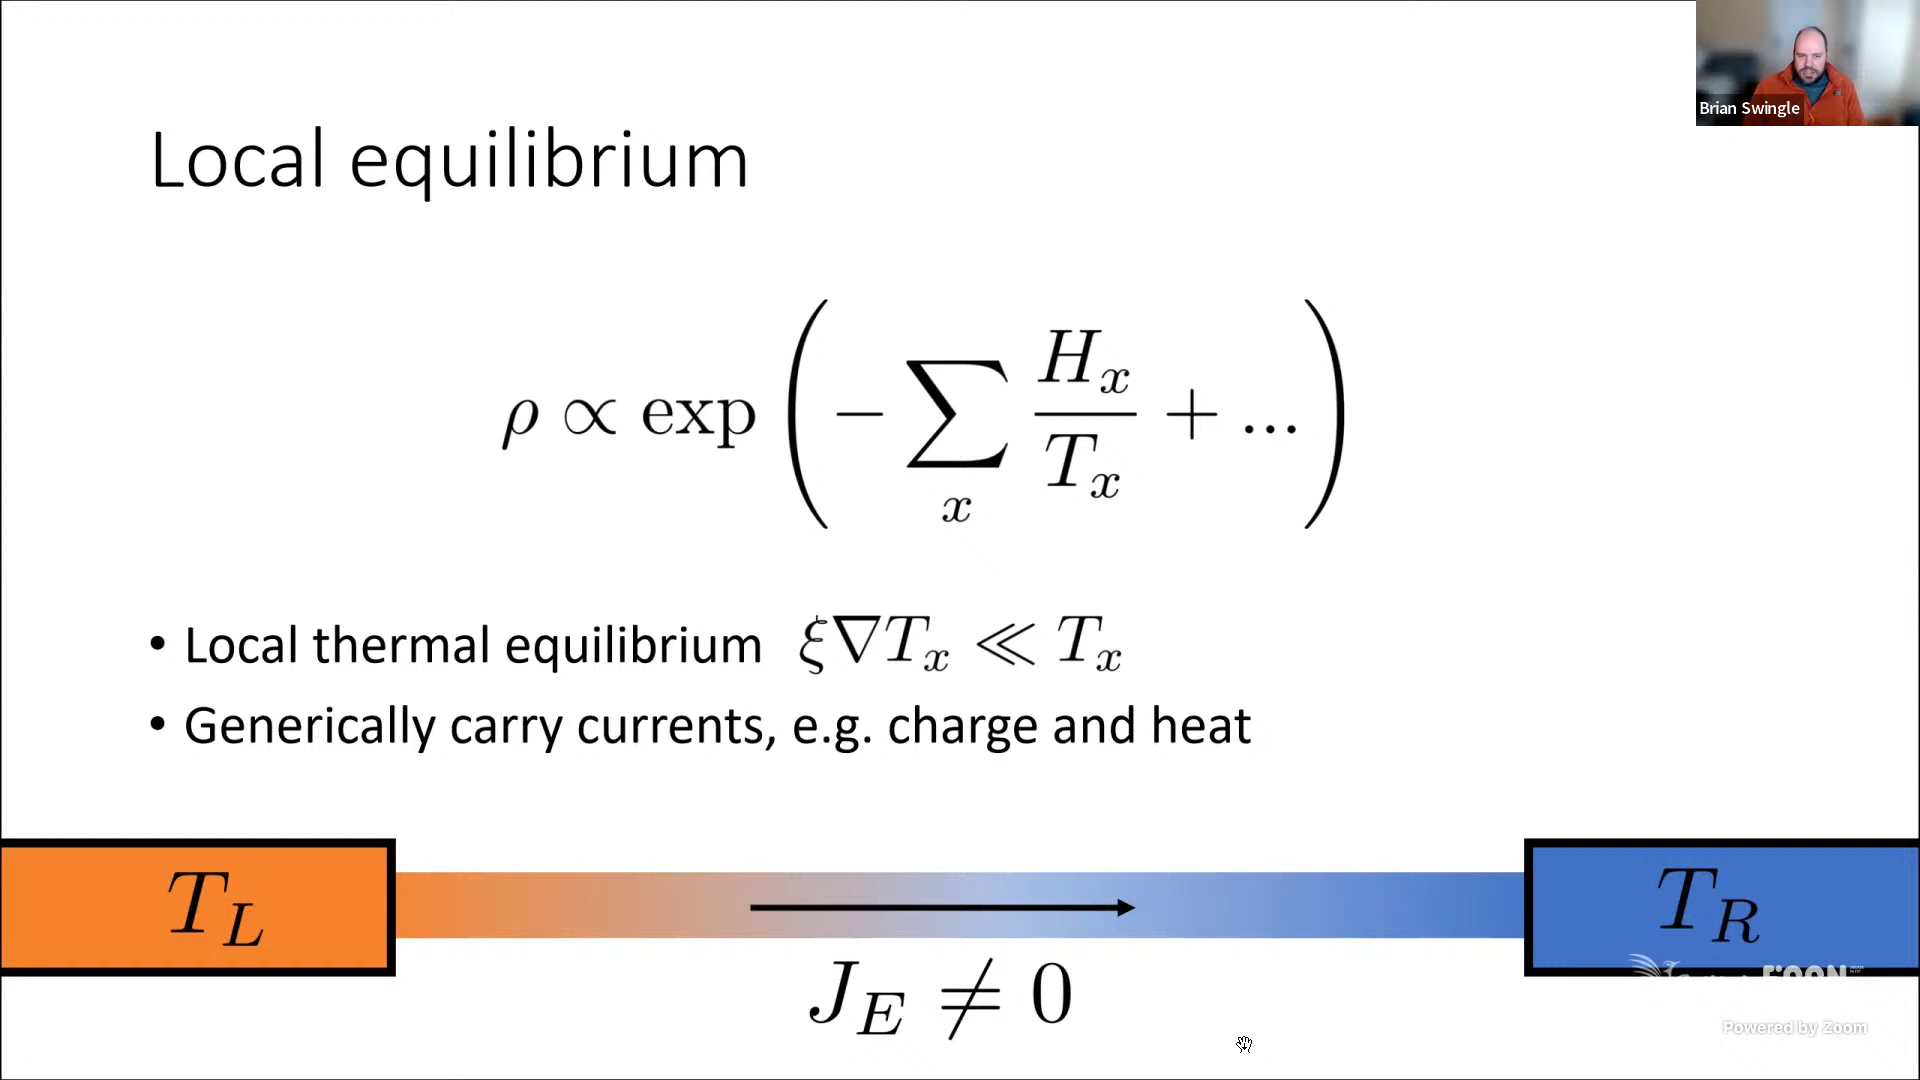 Brian Swingle
Local equilibrium
ρ ∝ exp ( − ∑_x H_x / T_x + ... )
• Local thermal equilibrium ξ∇T_x ≪ T_x
• Generically carry currents, e.g. charge and heat
T_L
T_R
J_E ≠ 0
Powered by Zoom